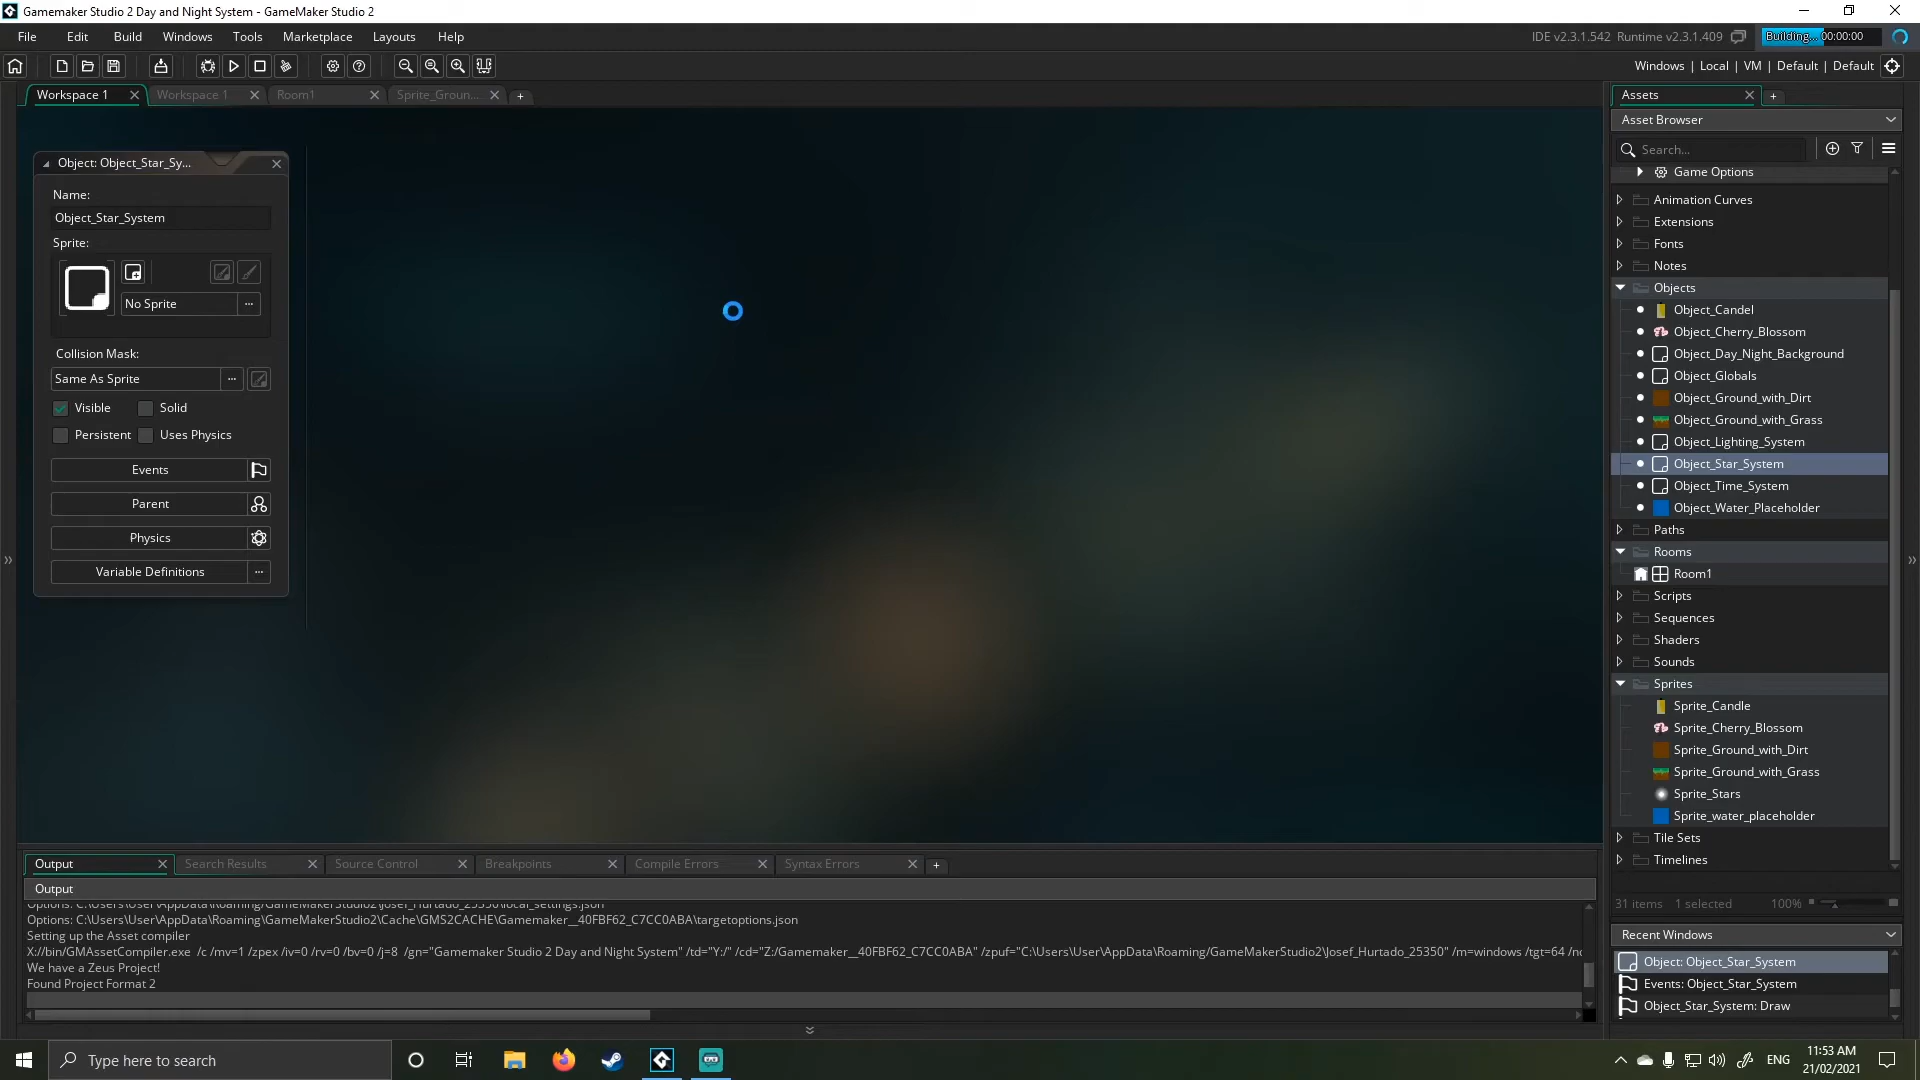 Gamemaker Studio 2 Day and Night System - GameMaker Studio 2
File Edit Build Windows Tools Marketplace Layouts Help
IDE v2.3.1.542 Runtime v2.3.1.409 Building... 00:00:00
Windows | Local | VM | Default | Default
Workspace 1 Workspace 1 Room1 Sprite_Groun...
Object: Object_Star_Sy...
Name:
Object_Star_System
Sprite:
No Sprite
Collision Mask:
Same As Sprite
Visible Solid
Persistent Uses Physics
Events
Parent
Physics
Variable Definitions
Assets
Asset Browser
Search...
Game Options
Animation Curves
Extensions
Fonts
Notes
Objects
Object_Candel
Object_Cherry_Blossom
Object_Day_Night_Background
Object_Globals
Object_Ground_with_Dirt
Object_Ground_with_Grass
Object_Lighting_System
Object_Star_System
Object_Time_System
Object_Water_Placeholder
Paths
Rooms
Room1
Scripts
Sequences
Shaders
Sounds
Sprites
Sprite_Candle
Sprite_Cherry_Blossom
Sprite_Ground_with_Dirt
Sprite_Ground_with_Grass
Sprite_Stars
Sprite_water_placeholder
Tile Sets
Timelines
31 items 1 selected 100%
Recent Windows
Object: Object_Star_System
Events: Object_Star_System
Object_Star_System: Draw
Output Search Results Source Control Breakpoints Compile Errors Syntax Errors
Output
Options: C:\Users\User\AppData\Roaming\GameMakerStudio2\Josef_Hurtado_25350\local_settings.json
Options: C:\Users\User\AppData\Roaming\GameMakerStudio2\Cache\GMS2CACHE\Gamemaker__40FBF62_C7CC0ABA\targetoptions.json
Setting up the Asset compiler
X://bin/GMAssetCompiler.exe /c /mv=1 /zpex /iv=0 /rv=0 /bv=0 /j=8 /gn="Gamemaker Studio 2 Day and Night System" /td="Y:/" /cd="Z:/Gamemaker__40FBF62_C7CC0ABA" /zpuf="C:\Users\User\AppData\Roaming\GameMakerStudio2\Josef_Hurtado_25350" /m=windows /tgt=64 /no
We have a Zeus Project!
Found Project Format 2
Type here to search
ENG
11:53 AM
21/02/2021